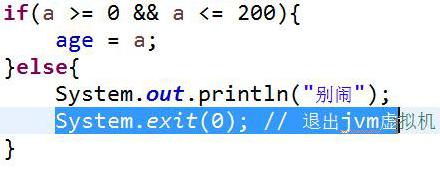 if(a >= 0 && a <= 200){
age = a;
}else{
System.out.println("别闹");
System.exit(0); // 退出jvm虚拟机
}